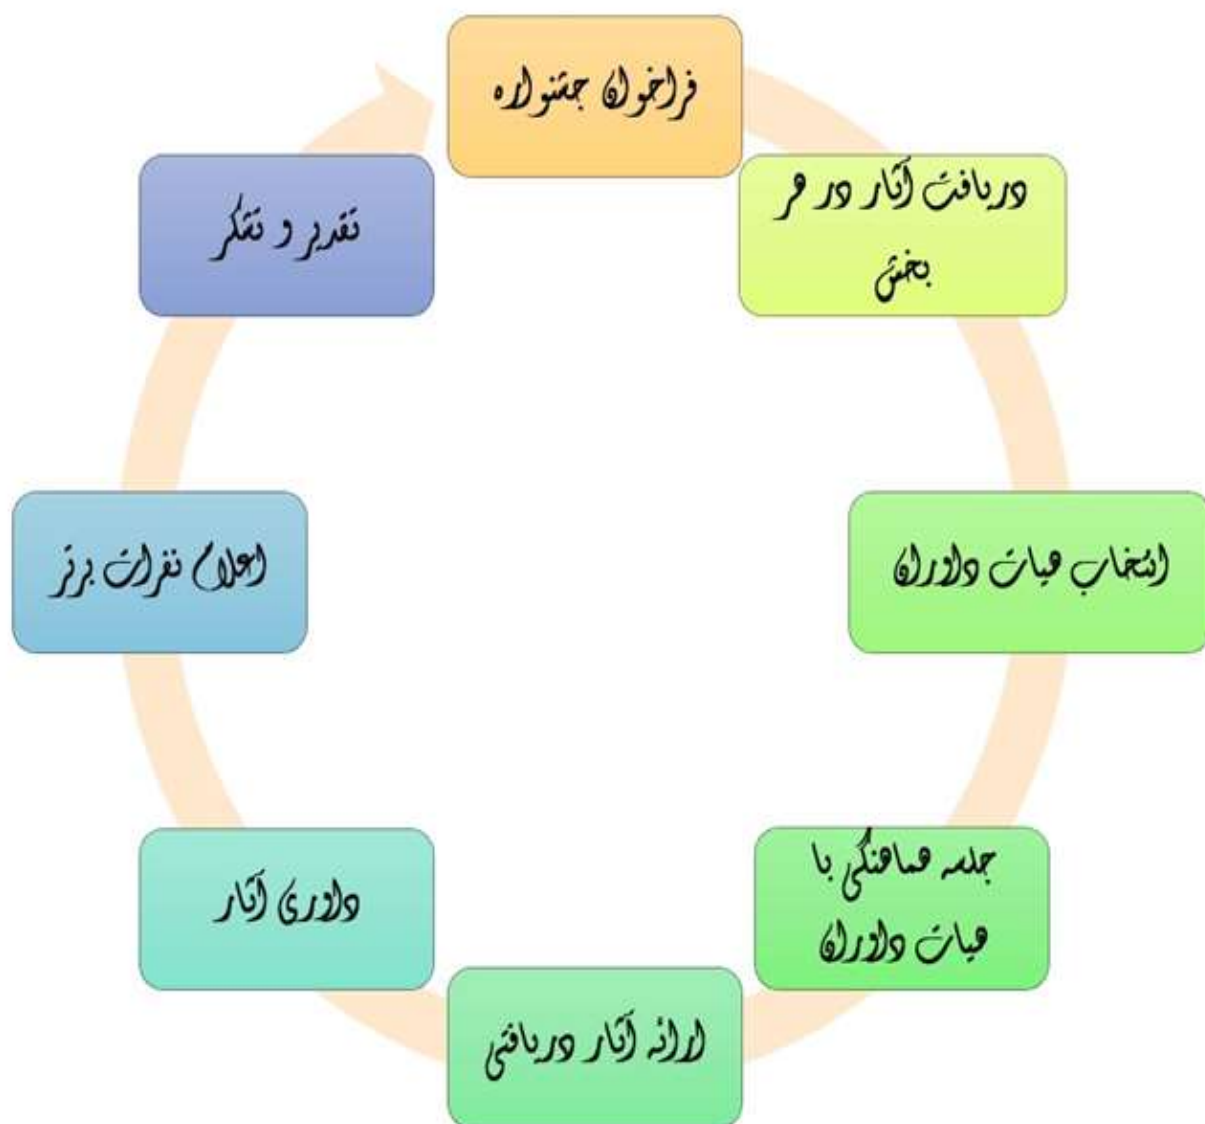 فراخوان جشنواره
دریافت آثار در هر
بخش
انتخاب هیات داوران
جلسه هماهنگی با
هیات داوران
ارائه آثار دریافتی
داوری آثار
اعلام نفرات برتر
تقدیر و تشکر